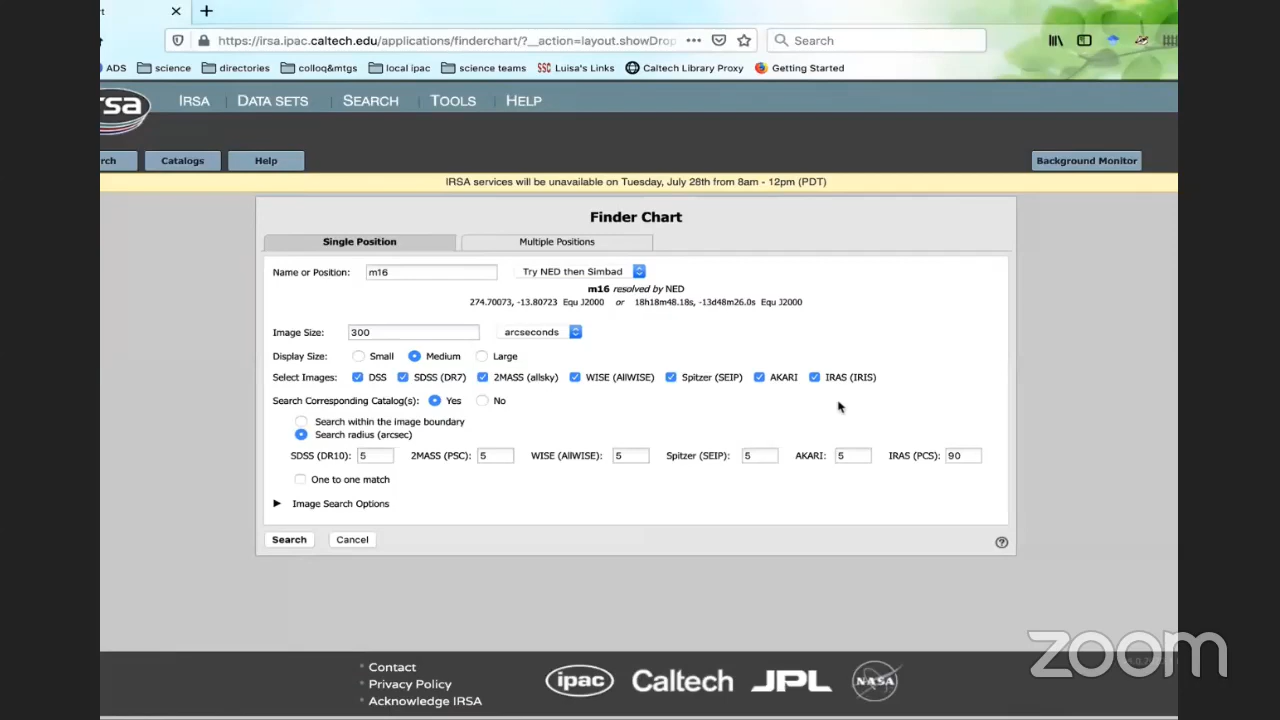 rt
https://irsa.ipac.caltech.edu/applications/finderchart/?__action=layout.showDrop
Search
ADS science directories colloq&mtgs local ipac science teams SSC Luisa's Links Caltech Library Proxy Getting Started
irsa IRSA DATA SETS SEARCH TOOLS HELP
rch Catalogs Help Background Monitor
IRSA services will be unavailable on Tuesday, July 28th from 8am - 12pm (PDT)
Finder Chart
Single Position Multiple Positions
Name or Position: m16 Try NED then Simbad
m16 resolved by NED
274.70073, -13.80723 Equ J2000 or 18h18m48.18s, -13d48m26.0s Equ J2000
Image Size: 300 arcseconds
Display Size: Small Medium Large
Select Images: DSS SDSS (DR7) 2MASS (allsky) WISE (AllWISE) Spitzer (SEIP) AKARI IRAS (IRIS)
Search Corresponding Catalog(s): Yes No
Search within the image boundary
Search radius (arcsec)
SDSS (DR10): 5 2MASS (PSC): 5 WISE (AllWISE): 5 Spitzer (SEIP): 5 AKARI: 5 IRAS (PCS): 90
One to one match
Image Search Options
Search Cancel
Contact
Privacy Policy
Acknowledge IRSA
ipac Caltech JPL NASA
zoom